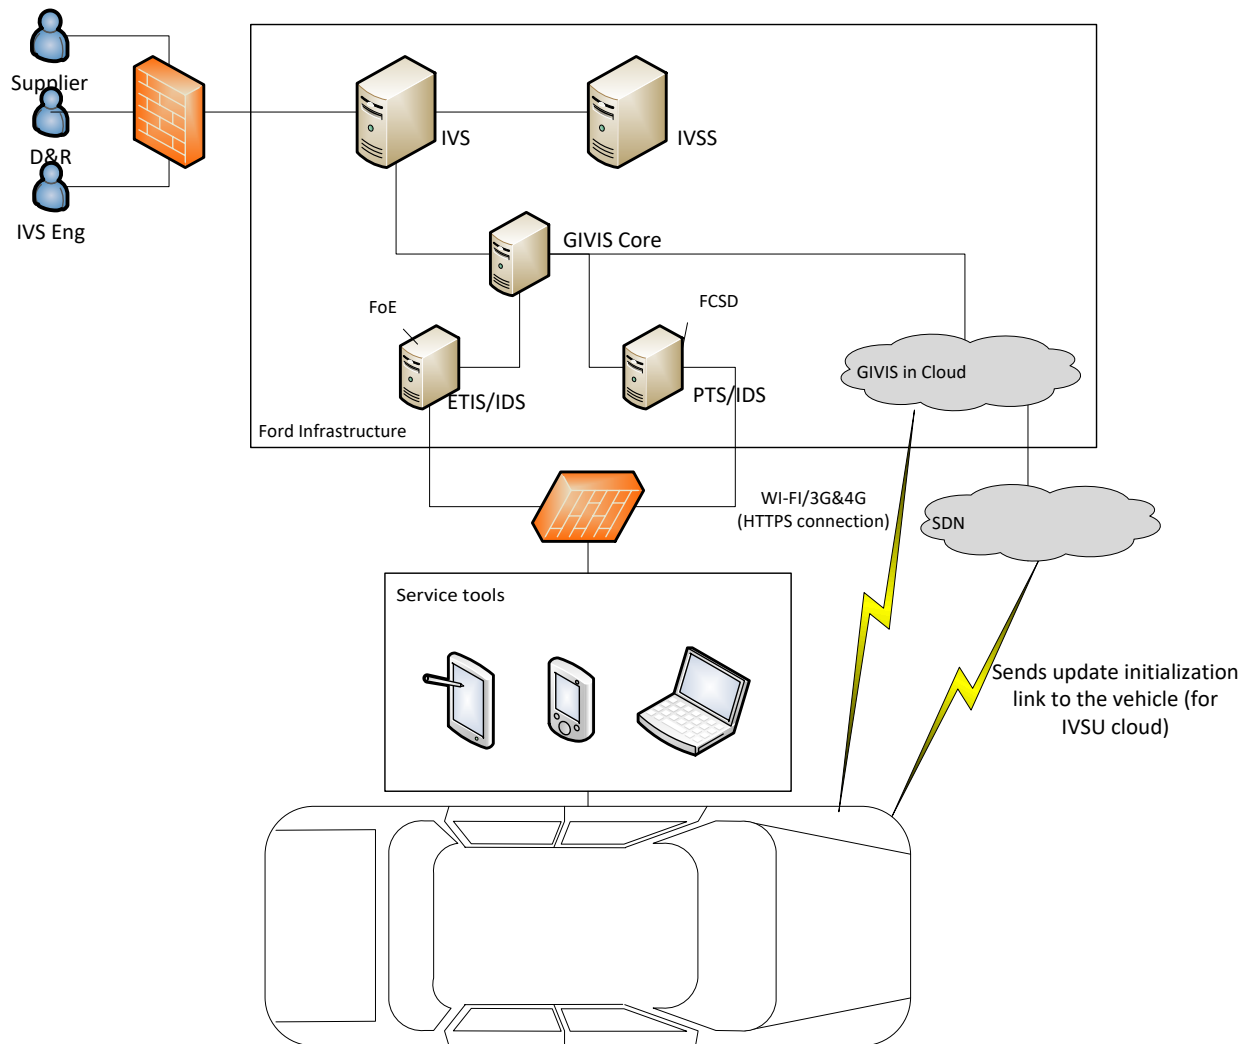 Supplier
D&R
IVS Eng
IVS
IVSS
GIVIS Core
FoE
FCSD
ETIS/IDS
PTS/IDS
GIVIS in Cloud
Ford Infrastructure
WI-FI/3G&4G
(HTTPS connection)
SDN
Service tools
Sends update initialization
link to the vehicle (for
IVSU cloud)